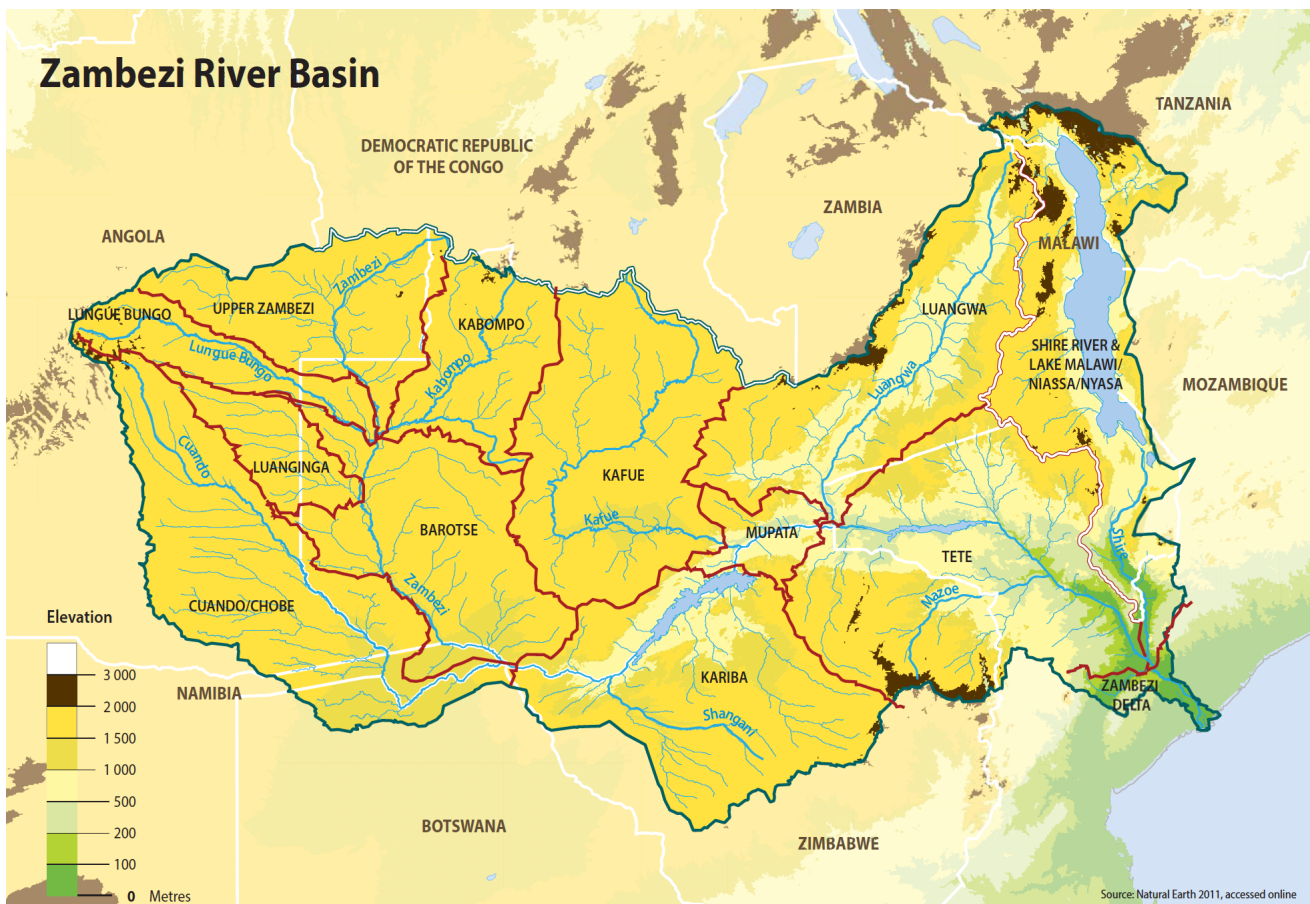 Zambezi River Basin
TANZANIA
DEMOCRATIC REPUBLIC
OF THE CONGO
ZAMBIA
ANGOLA
MALAWI
Zambezi
LUNGUE BUNGO
UPPER ZAMBEZI
KABOMPO
LUANGWA
Lungue Bungo
Kabompo
Luangwa
SHIRE RIVER &
LAKE MALAWI/
NIASSA/NYASA
MOZAMBIQUE
Cuando
LUANGINGA
KAFUE
BAROTSE
Kafue
MUPATA
TETE
Shire
Zambezi
Mazoe
CUANDO/CHOBE
Elevation
3 000
2 000
1 500
1 000
500
200
100
0 Metres
NAMIBIA
KARIBA
Shangani
ZAMBEZI
DELTA
BOTSWANA
ZIMBABWE
Source: Natural Earth 2011, accessed online